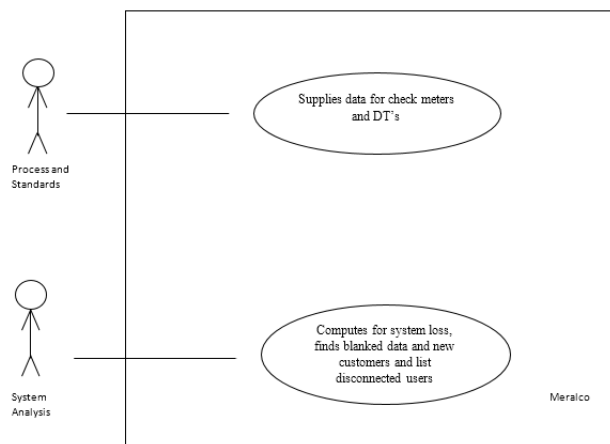 Supplies data for check meters
and DT's
Process and
Standards
Computes for system loss,
finds blanked data and new
customers and list
disconnected users
System
Analysis
Meralco